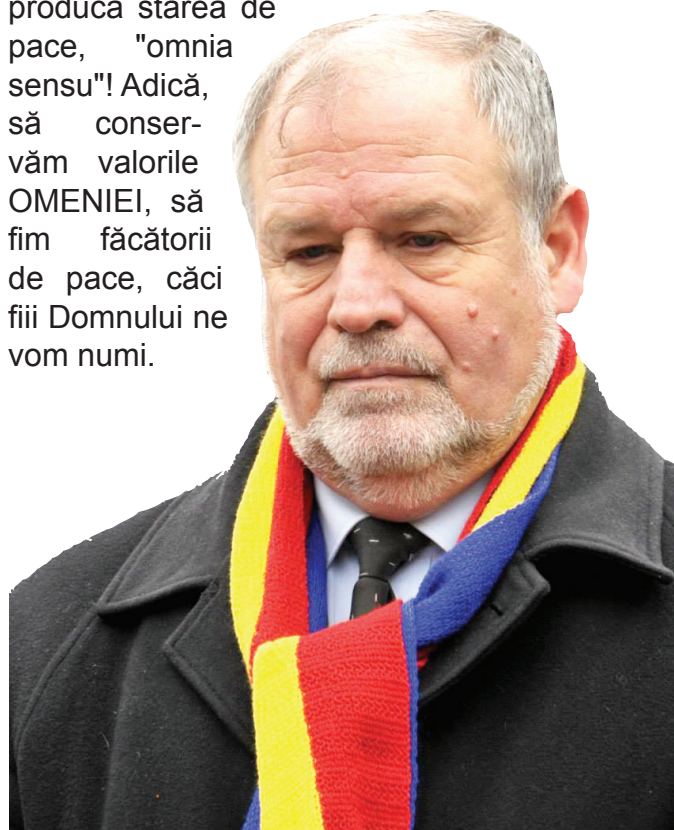 producă starea de
pace, "omnia
sensu"! Adică,
să conser-
văm valorile
OMENIEI, să
fim făcătorii
de pace, căci
fiii Domnului ne
vom numi.